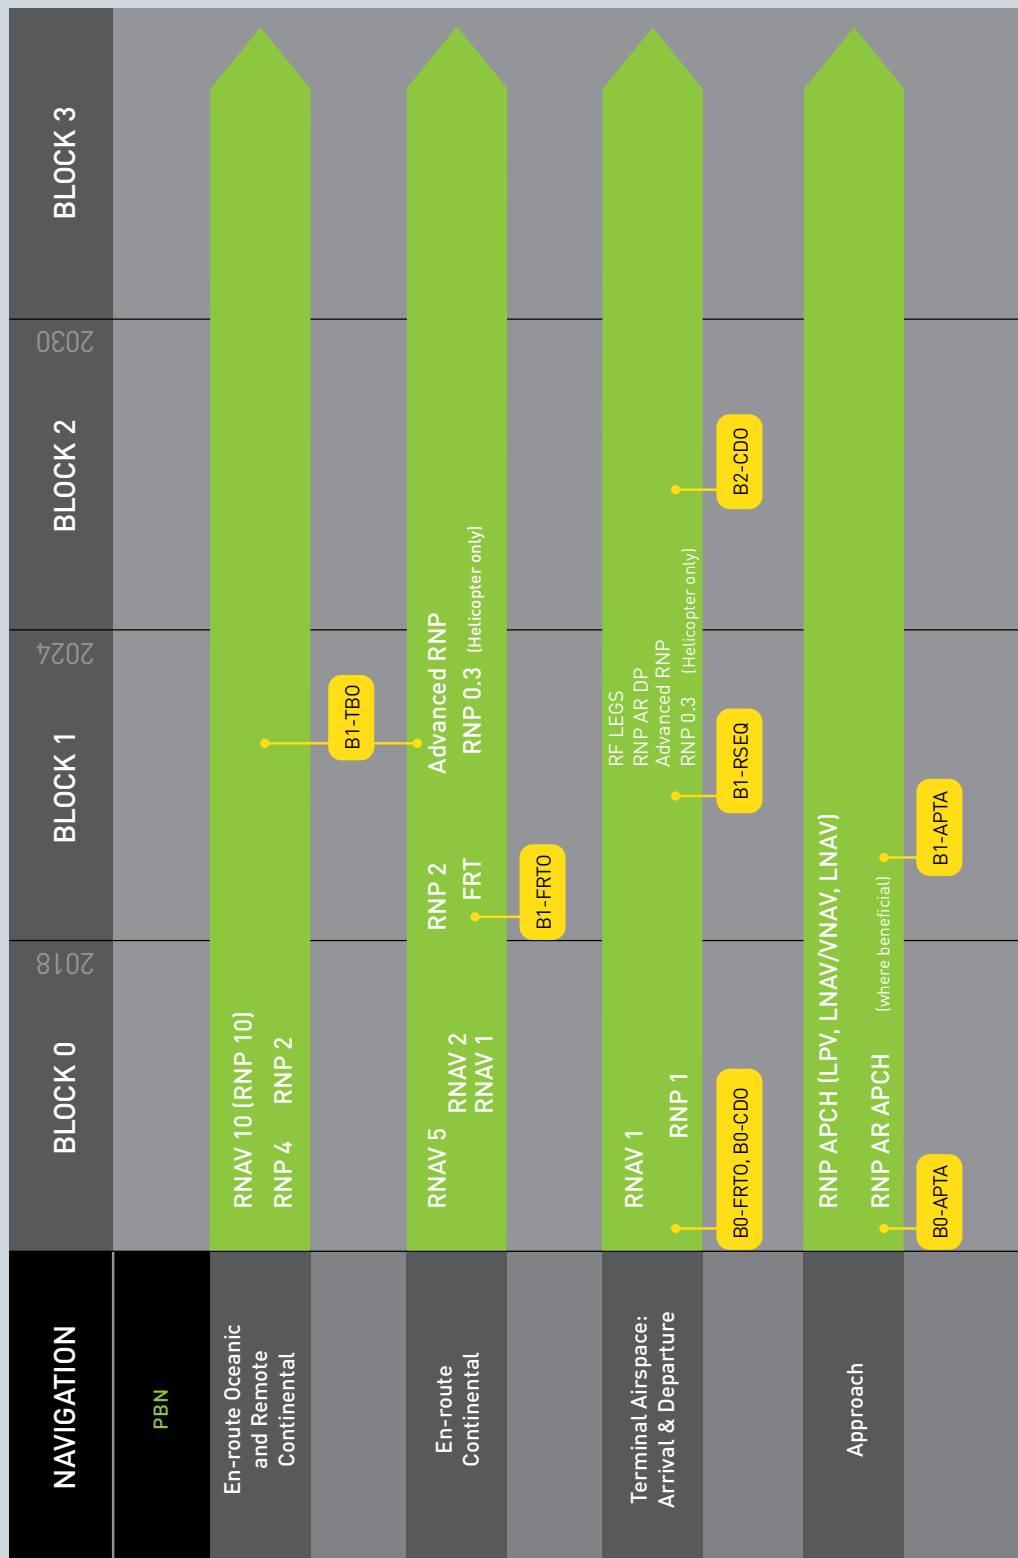 NAVIGATION
BLOCK 0
2018
BLOCK 1
2024
BLOCK 2
2030
BLOCK 3
PBN
En-route Oceanic
and Remote
Continental
RNAV 10 (RNP 10)
RNP 4
RNP 2
B1-TBO
En-route
Continental
RNAV 5
RNAV 2
RNAV 1
RNP 2
FRT
Advanced RNP
RNP 0.3 (Helicopter only)
B1-FRTO
Terminal Airspace:
Arrival & Departure
RNAV 1
RNP 1
RF LEGS
RNP AR DP
Advanced RNP
RNP 0.3 (Helicopter only)
B0-FRTO, B0-CDO
B1-RSEQ
B2-CDO
Approach
RNP APCH (LPV, LNAV/VNAV, LNAV)
RNP AR APCH (where beneficial)
B0-APTA
B1-APTA